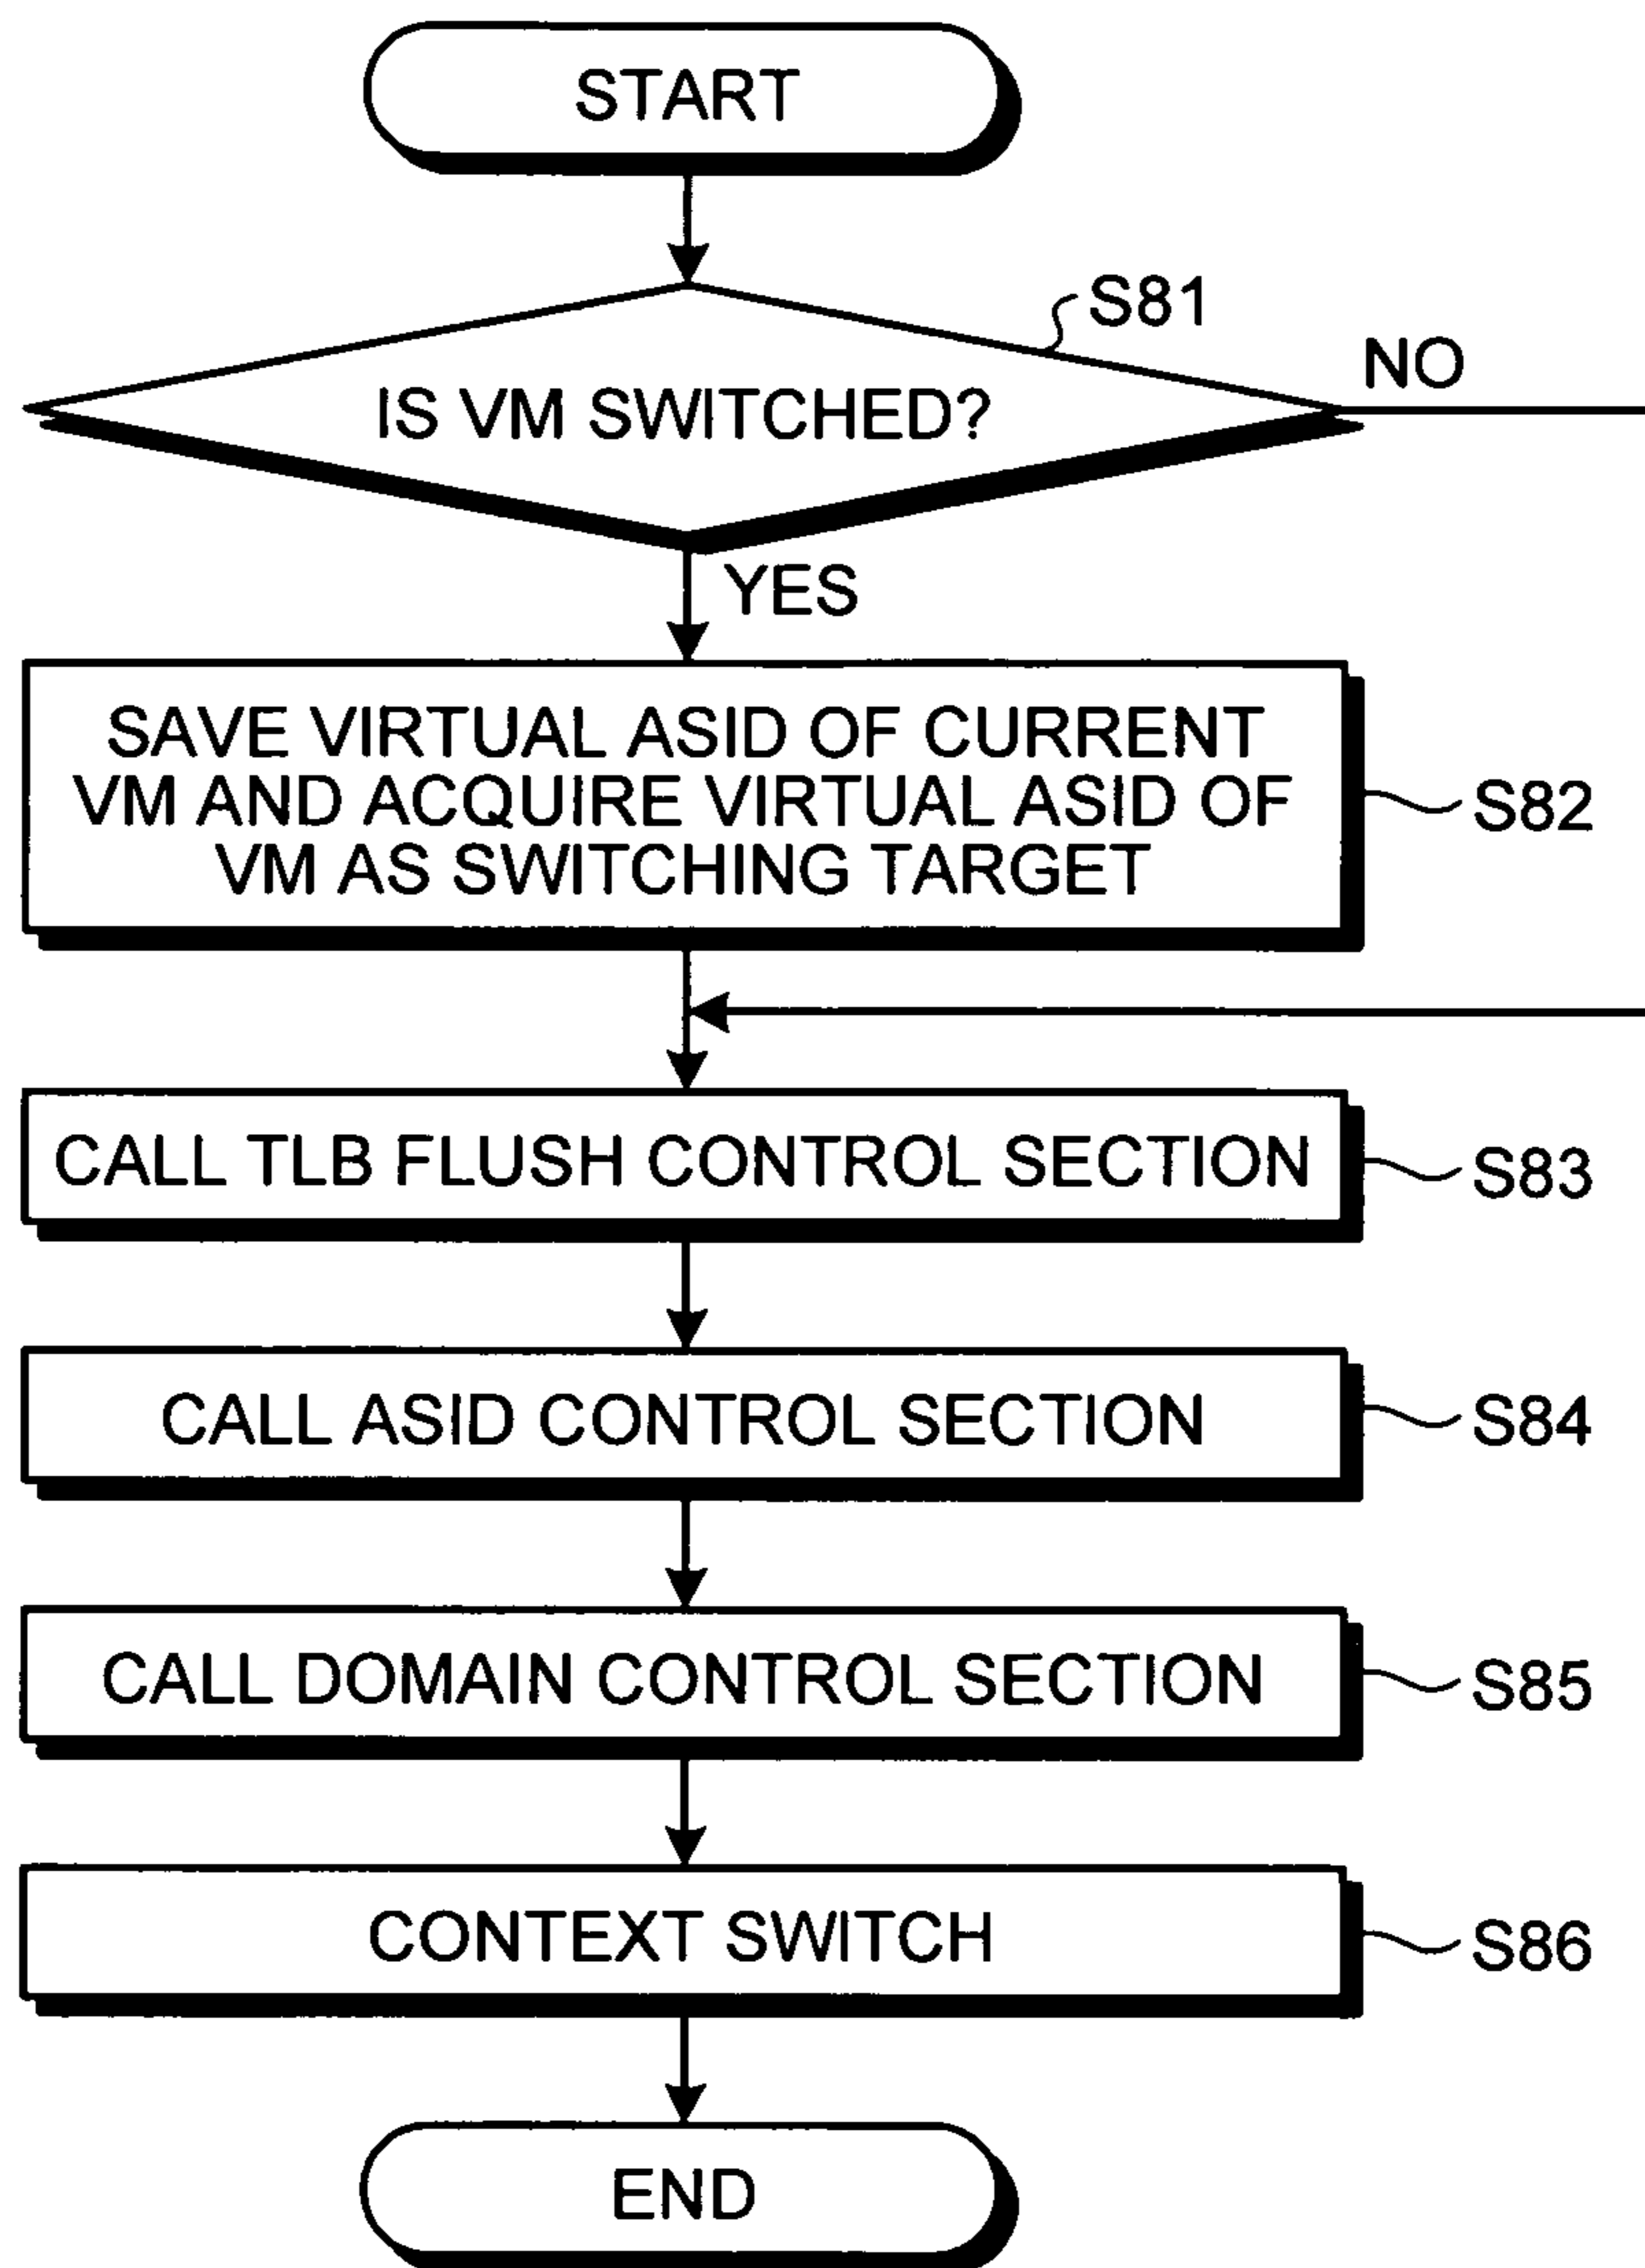 START
S81
NO
IS VM SWITCHED?
YES
SAVE VIRTUAL ASID OF CURRENT
VM AND ACQUIRE VIRTUAL ASID OF
VM AS SWITCHING TARGET
S82
CALL TLB FLUSH CONTROL SECTION
S83
CALL ASID CONTROL SECTION
S84
CALL DOMAIN CONTROL SECTION
S85
CONTEXT SWITCH
S86
END